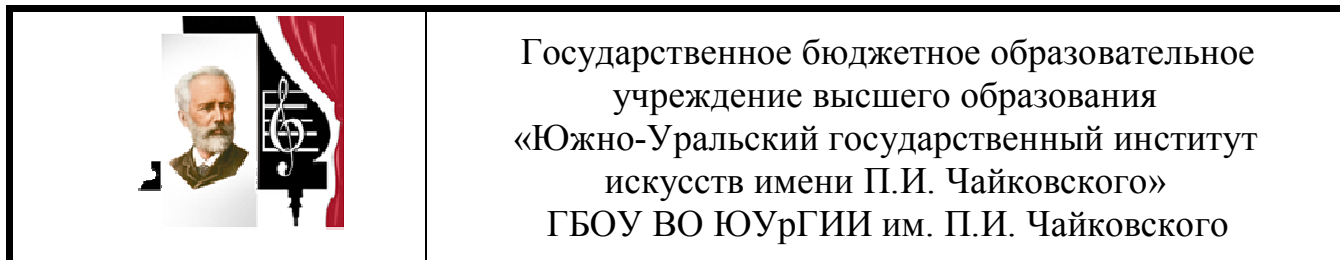 Государственное бюджетное образовательное
учреждение высшего образования
«Южно-Уральский государственный институт
искусств имени П.И. Чайковского»
ГБОУ ВО ЮУрГИИ им. П.И. Чайковского